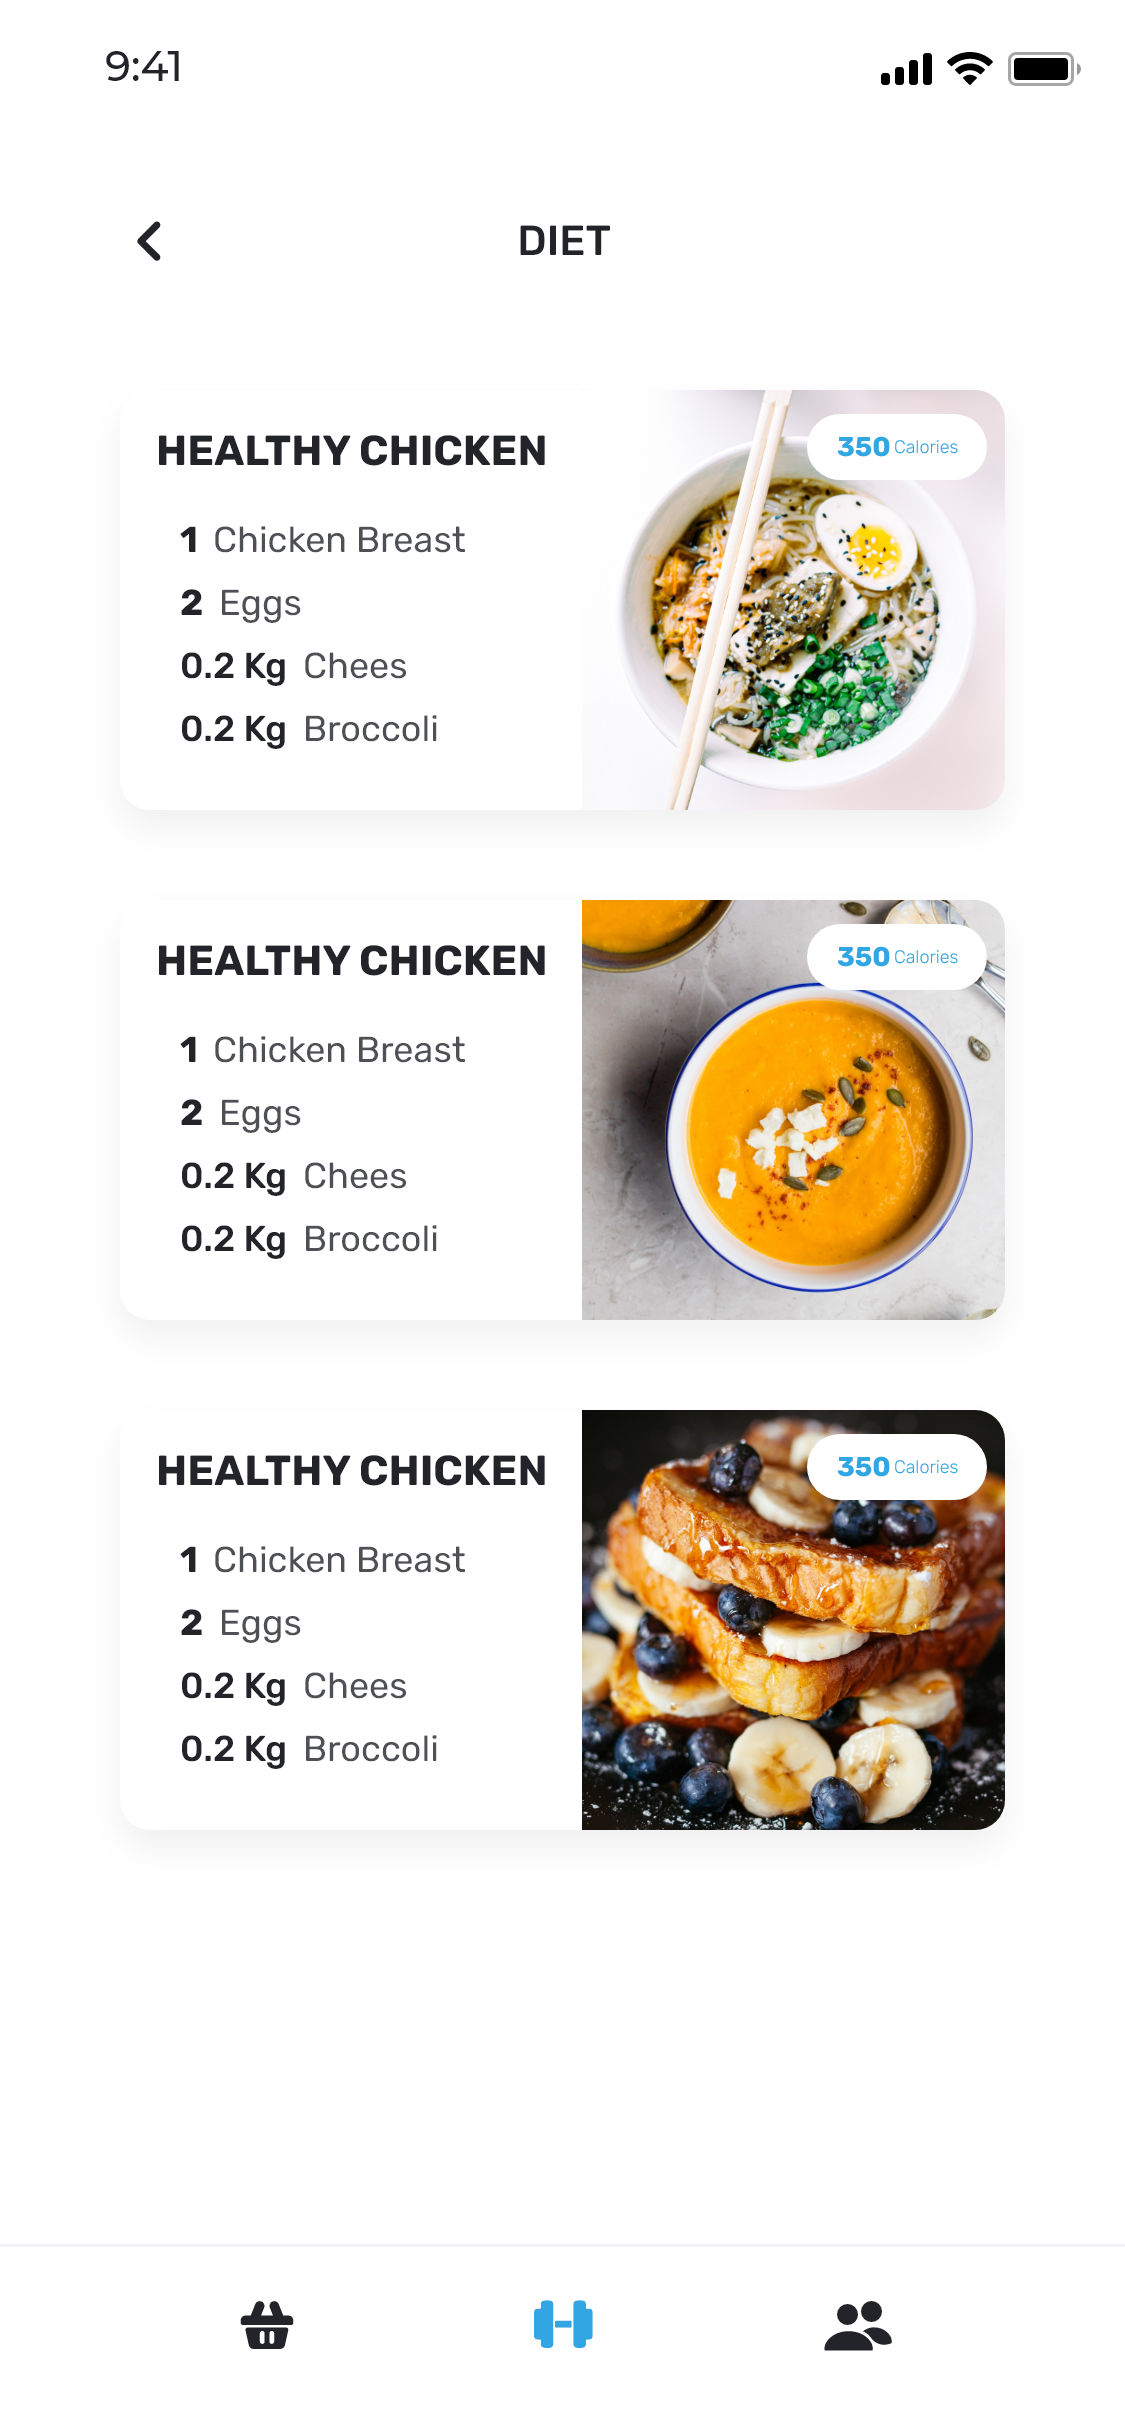 9:41
DIET
HEALTHY CHICKEN
350 Calories
1 Chicken Breast
2 Eggs
0.2 Kg Chees
0.2 Kg Broccoli
HEALTHY CHICKEN
350 Calories
1 Chicken Breast
2 Eggs
0.2 Kg Chees
0.2 Kg Broccoli
HEALTHY CHICKEN
350 Calories
1 Chicken Breast
2 Eggs
0.2 Kg Chees
0.2 Kg Broccoli